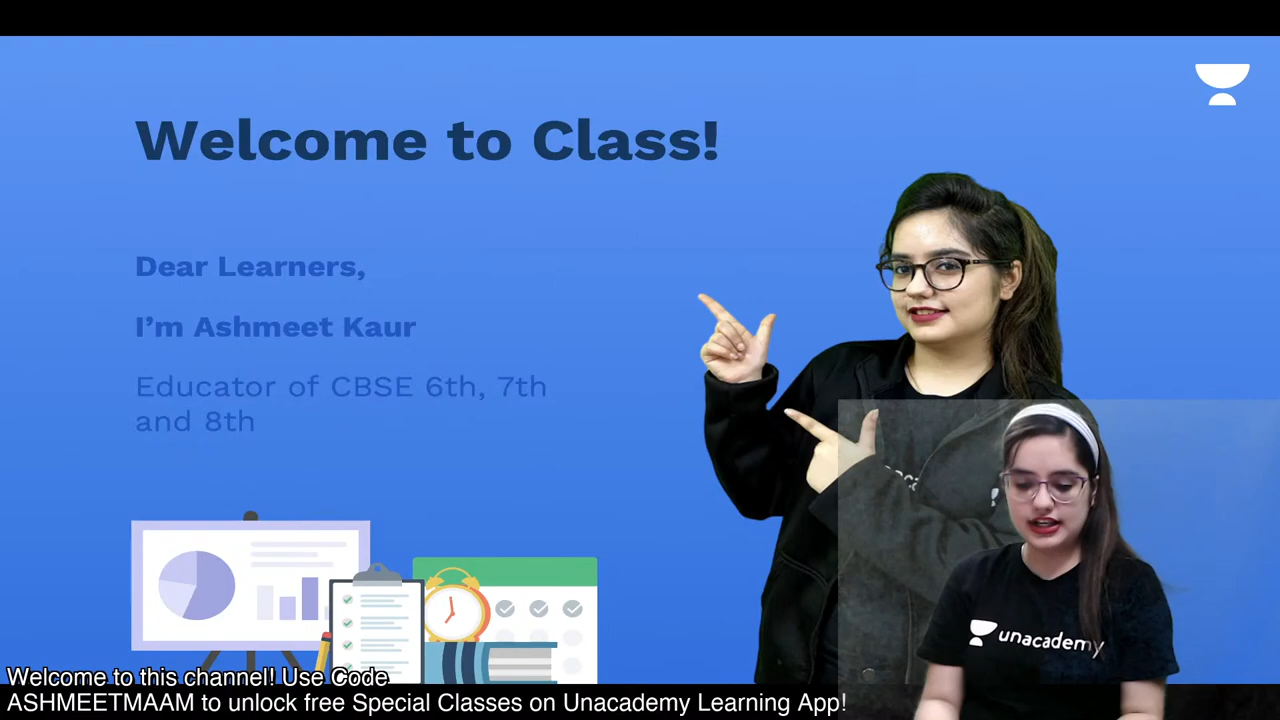 Welcome to Class!
Dear Learners,
I'm Ashmeet Kaur
Educator of CBSE 6th, 7th
and 8th
unacademy
Welcome to this channel! Use Code
ASHMEETMAAM to unlock free Special Classes on Unacademy Learning App!